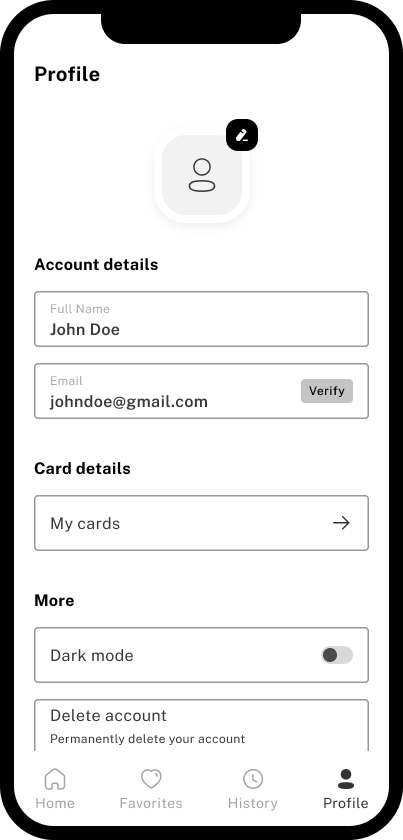 Profile
Account details
Full Name
John Doe
Email
johndoe@gmail.com
Verify
Card details
My cards
More
Dark mode
Delete account
Permanently delete your account
Home
Favorites
History
Profile